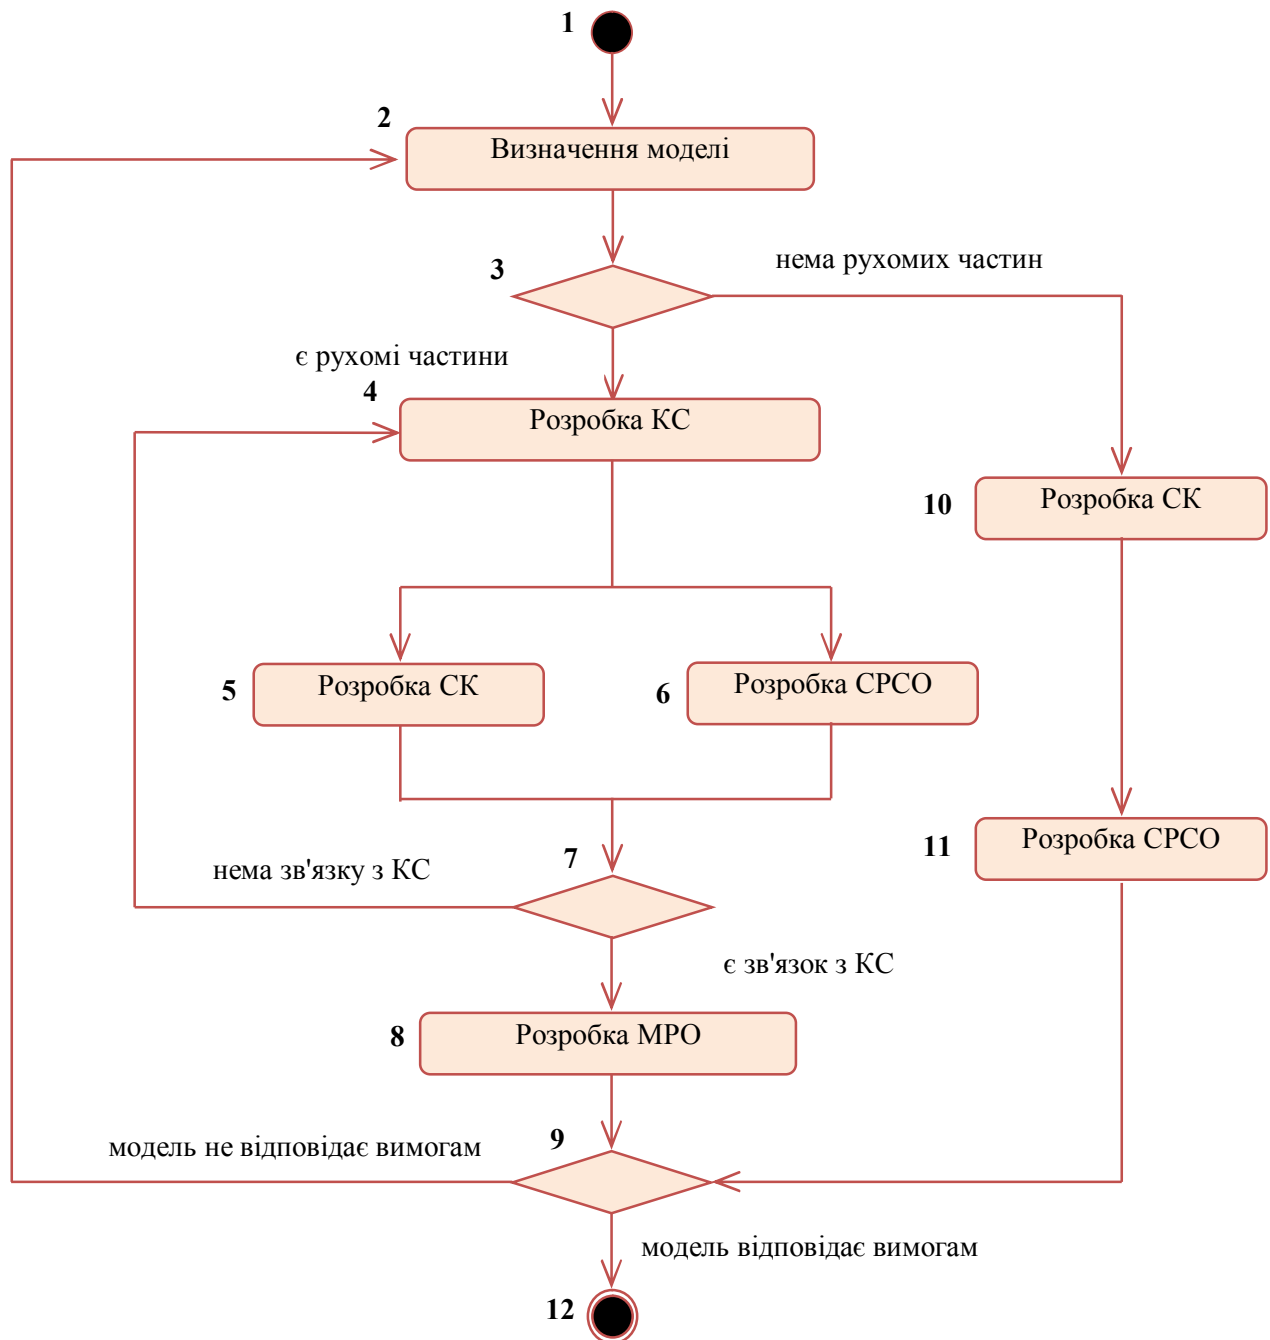 1
2
Визначення моделі
3
нема рухомих частин
є рухомі частини
4
Розробка КС
10
Розробка СК
5
Розробка СК
6
Розробка СРСО
11
Розробка СРСО
7
нема зв'язку з КС
є зв'язок з КС
8
Розробка МРО
9
модель не відповідає вимогам
модель відповідає вимогам
12